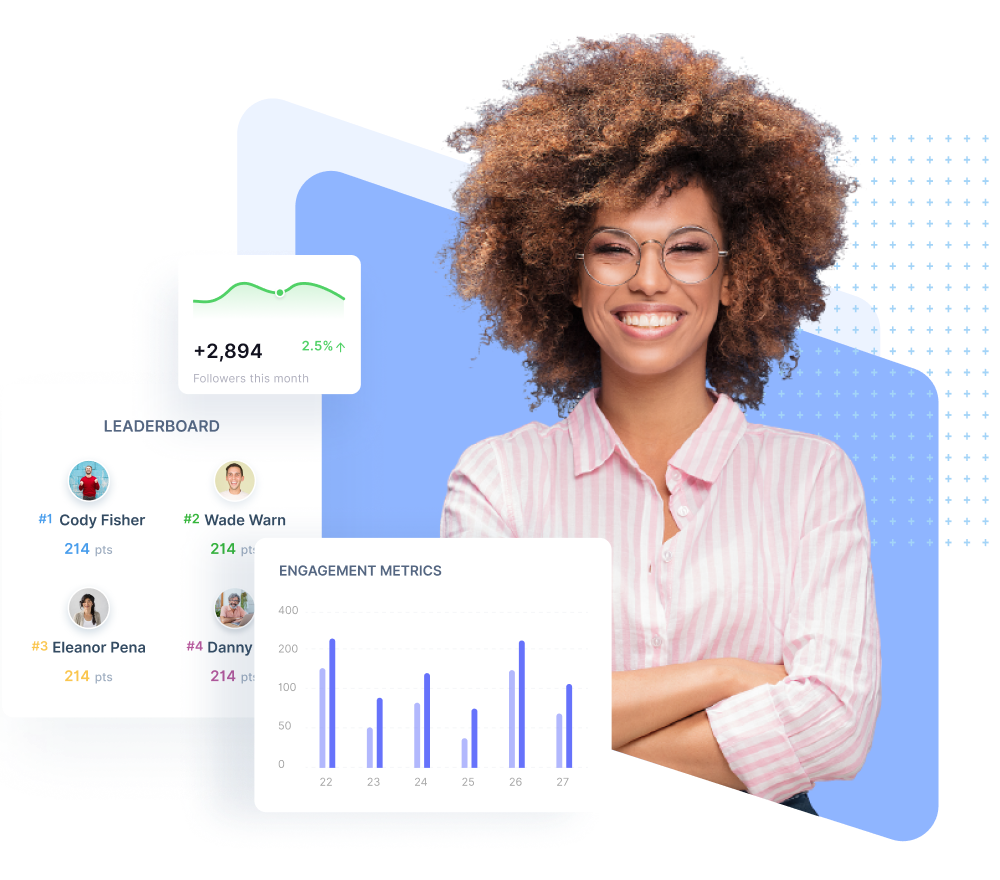 +2,894
2.5%↑
Followers this month
LEADERBOARD
#1 Cody Fisher
214 pts
#2 Wade Warn
214 pts
#3 Eleanor Pena
214 pts
#4 Danny
214 pts
ENGAGEMENT METRICS
400
200
100
50
0
22 23 24 25 26 27